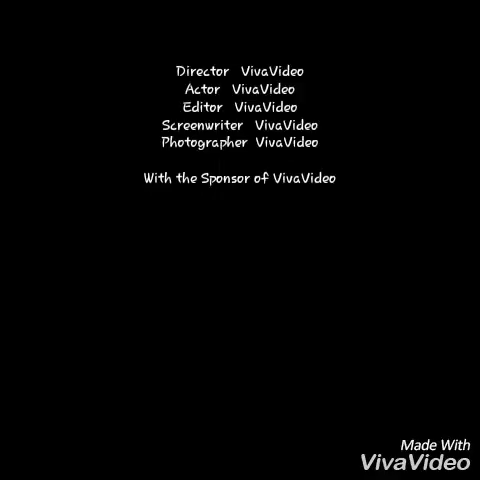 Director VivaVideo
Actor VivaVideo
Editor VivaVideo
Screenwriter VivaVideo
Photographer VivaVideo
With the Sponsor of VivaVideo
Made With
VivaVideo